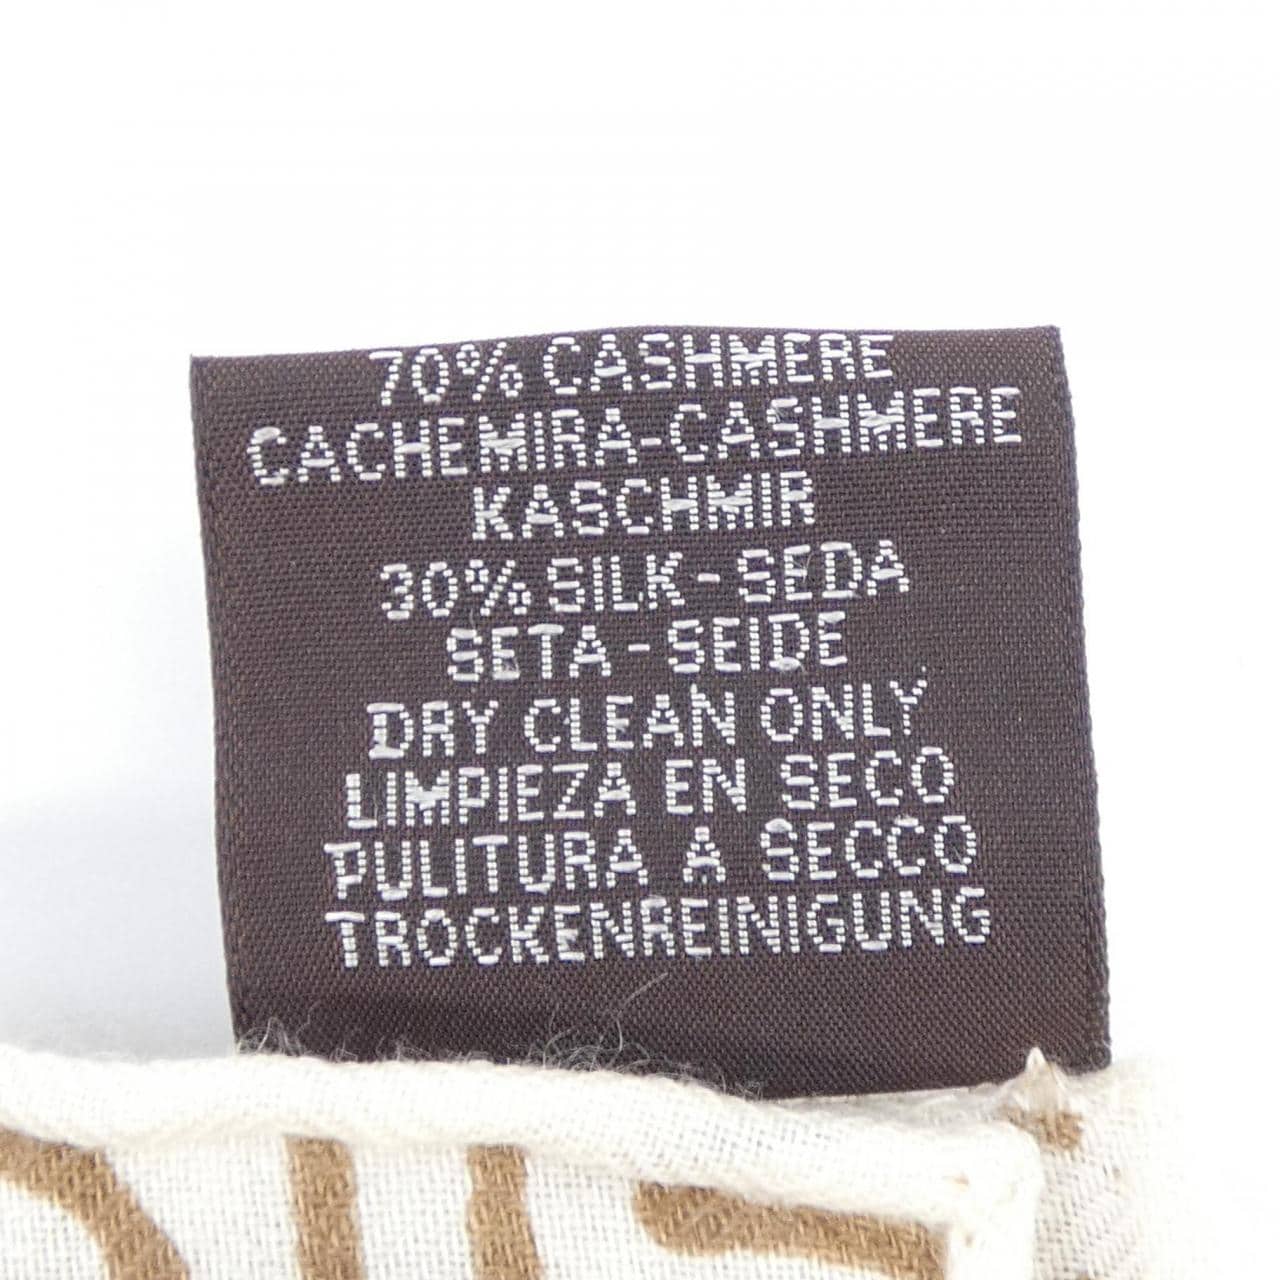 70% CASHMERE
CACHEMIRA-CASHMERE
KASCHMIR
30% SILK-SEDA
SETA-SEIDE
DRY CLEAN ONLY
LIMPIEZA EN SECO
PULITURA A SECCO
TROCKENREINIGUNG